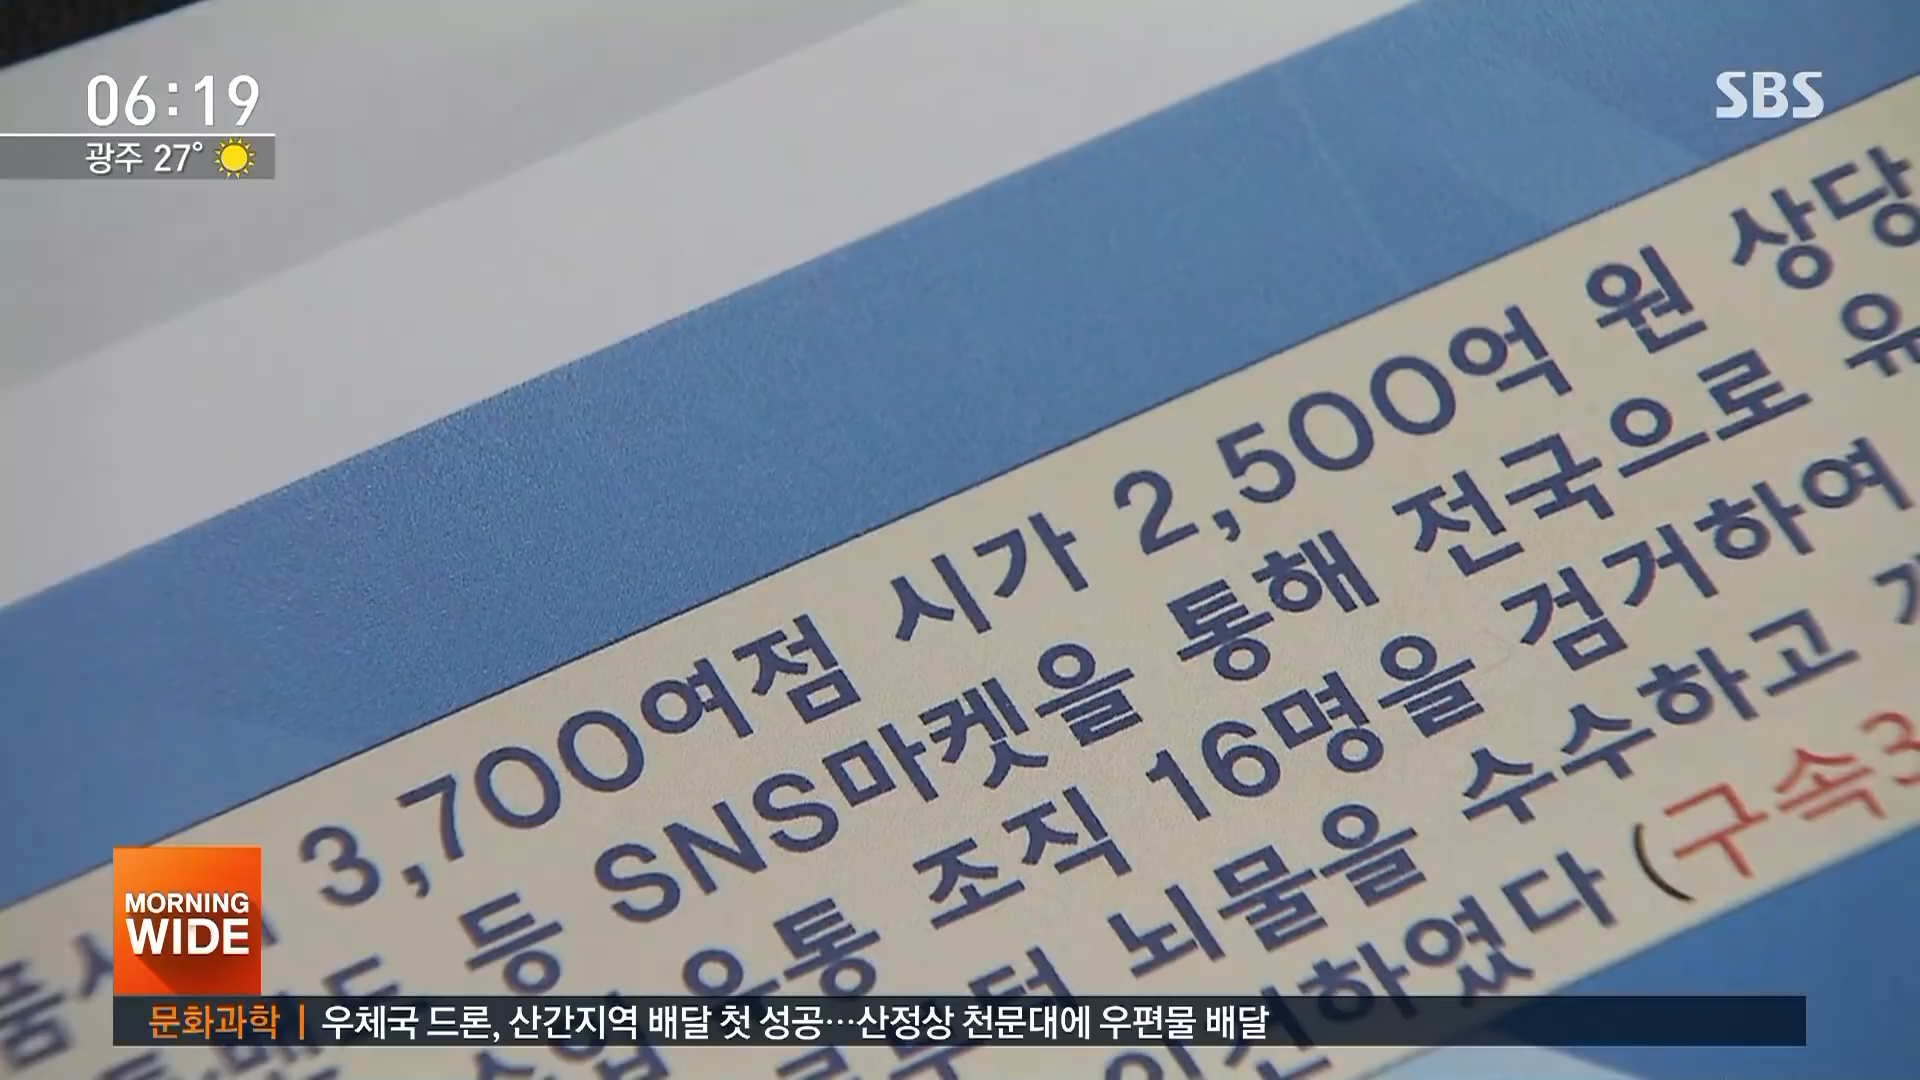 06:19
SBS
광주 27°
3,700여점 시가 2,500억 원 상당
등 SNS마켓을 통해 전국으로 유
유통 조직 16명을 검거하여
뇌물을 수수하고
하였다 (구속3
MORNING
WIDE
문화과학 | 우체국 드론, 산간지역 배달 첫 성공…산정상 천문대에 우편물 배달